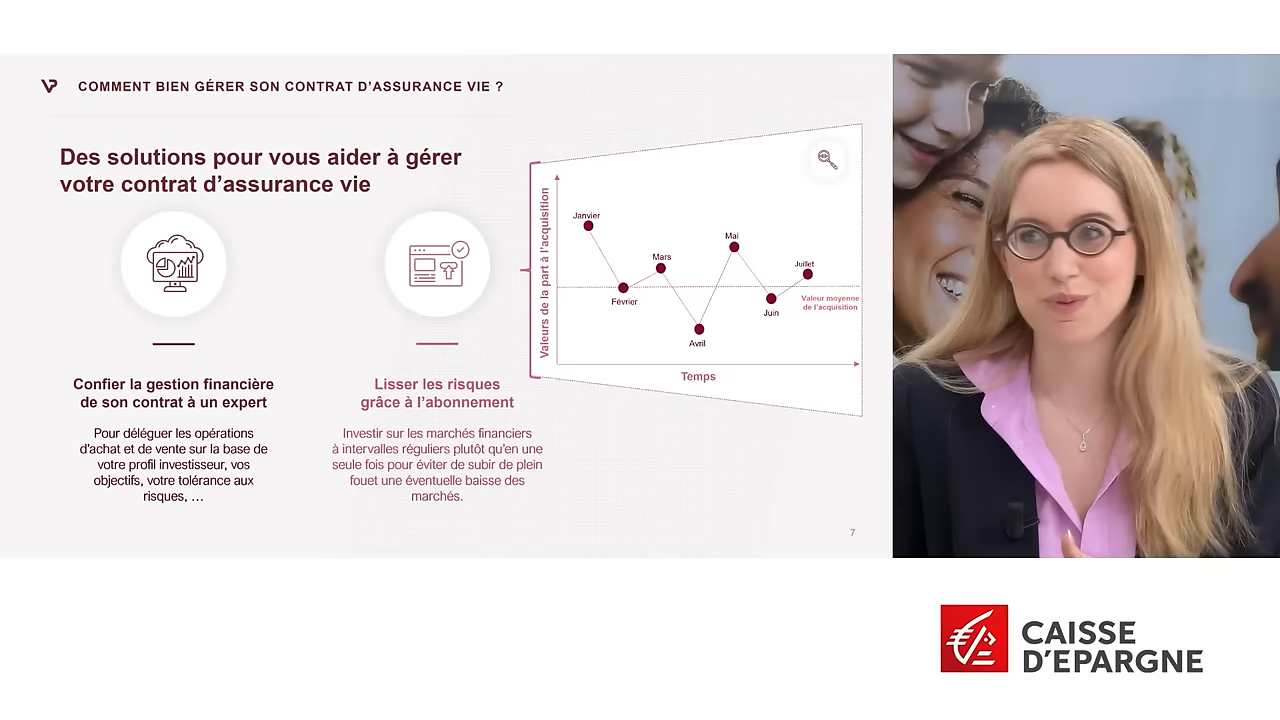 COMMENT BIEN GÉRER SON CONTRAT D'ASSURANCE VIE ?
Des solutions pour vous aider à gérer
votre contrat d'assurance vie
Confier la gestion financière
de son contrat à un expert
Pour déléguer les opérations
d'achat et de vente sur la base de
votre profil investisseur, vos
objectifs, votre tolérance aux
risques, …
Lisser les risques
grâce à l'abonnement
Investir sur les marchés financiers
à intervalles réguliers plutôt qu'en une
seule fois pour éviter de subir de plein
fouet une éventuelle baisse des
marchés.
Valeurs de la part à l'acquisition
Janvier
Février
Mars
Avril
Mai
Juin
Juillet
Valeur moyenne
de l'acquisition
Temps
7
CAISSE
D'EPARGNE